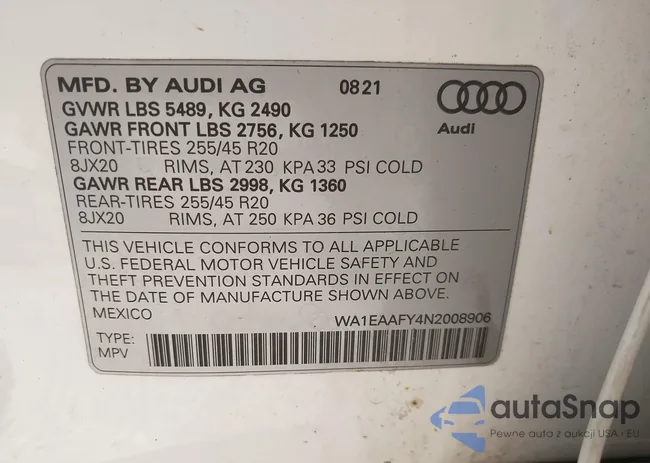 MFD. BY AUDI AG 0821
GVWR LBS 5489, KG 2490
GAWR FRONT LBS 2756, KG 1250
FRONT-TIRES 255/45 R20
8JX20 RIMS, AT 230 KPA 33 PSI COLD
GAWR REAR LBS 2998, KG 1360
REAR-TIRES 255/45 R20
8JX20 RIMS, AT 250 KPA 36 PSI COLD
Audi
THIS VEHICLE CONFORMS TO ALL APPLICABLE
U.S. FEDERAL MOTOR VEHICLE SAFETY AND
THEFT PREVENTION STANDARDS IN EFFECT ON
THE DATE OF MANUFACTURE SHOWN ABOVE.
MEXICO WA1EAAFY4N2008906
TYPE:
MPV
autaSnap
Pewne auto z aukcji USA i EU